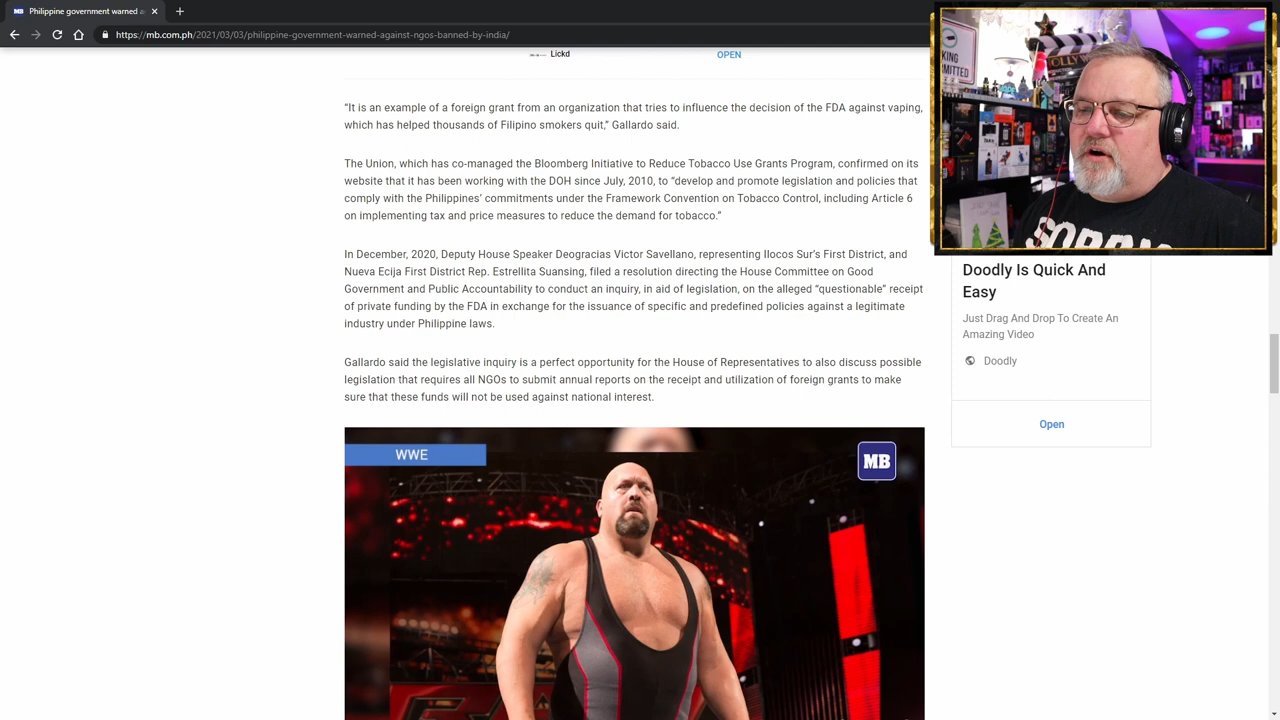 Philippine government warned a
https://mb.com.ph/2021/03/
Lickd
OPEN
“It is an example of a foreign grant from an organization that tries to influence the decision of the FDA against vaping,
which has helped thousands of Filipino smokers quit,” Gallardo said.
The Union, which has co-managed the Bloomberg Initiative to Reduce Tobacco Use Grants Program, confirmed on its
website that it has been working with the DOH since July, 2010, to “develop and promote legislation and policies that
comply with the Philippines’ commitments under the Framework Convention on Tobacco Control, including Article 6
on implementing tax and price measures to reduce the demand for tobacco.”
In December, 2020, Deputy House Speaker Deogracias Victor Savellano, representing Ilocos Sur’s First District, and
Nueva Ecija First District Rep. Estrellita Suansing, filed a resolution directing the House Committee on Good
Government and Public Accountability to conduct an inquiry, in aid of legislation, on the alleged “questionable” receipt
of private funding by the FDA in exchange for the issuance of specific and predefined policies against a legitimate
industry under Philippine laws.
Gallardo said the legislative inquiry is a perfect opportunity for the House of Representatives to also discuss possible
legislation that requires all NGOs to submit annual reports on the receipt and utilization of foreign grants to make
sure that these funds will not be used against national interest.
WWE
MB
KING
MITTED
OLLYW
Doodly Is Quick And
Easy
Just Drag And Drop To Create An
Amazing Video
Doodly
Open